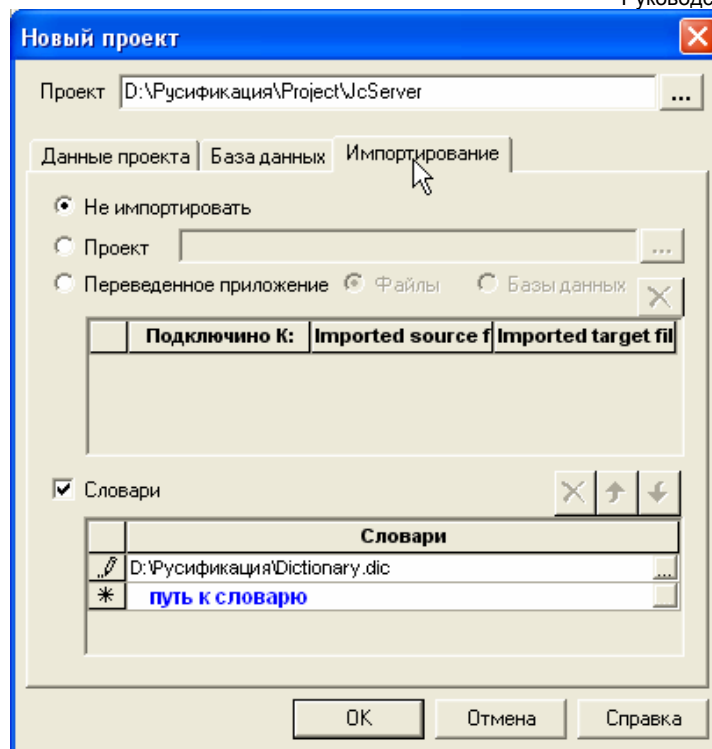 Руководс
Новый проект
Проект D:\Русификация\Project\JcServer ...
Данные проекта База данных Импортирование
Не импортировать
Проект ...
Переведенное приложение Файлы Базы данных
Подключино К: Imported source f Imported target fil
Словари
Словари
D:\Русификация\Dictionary.dic ...
* путь к словарю
OK Отмена Справка